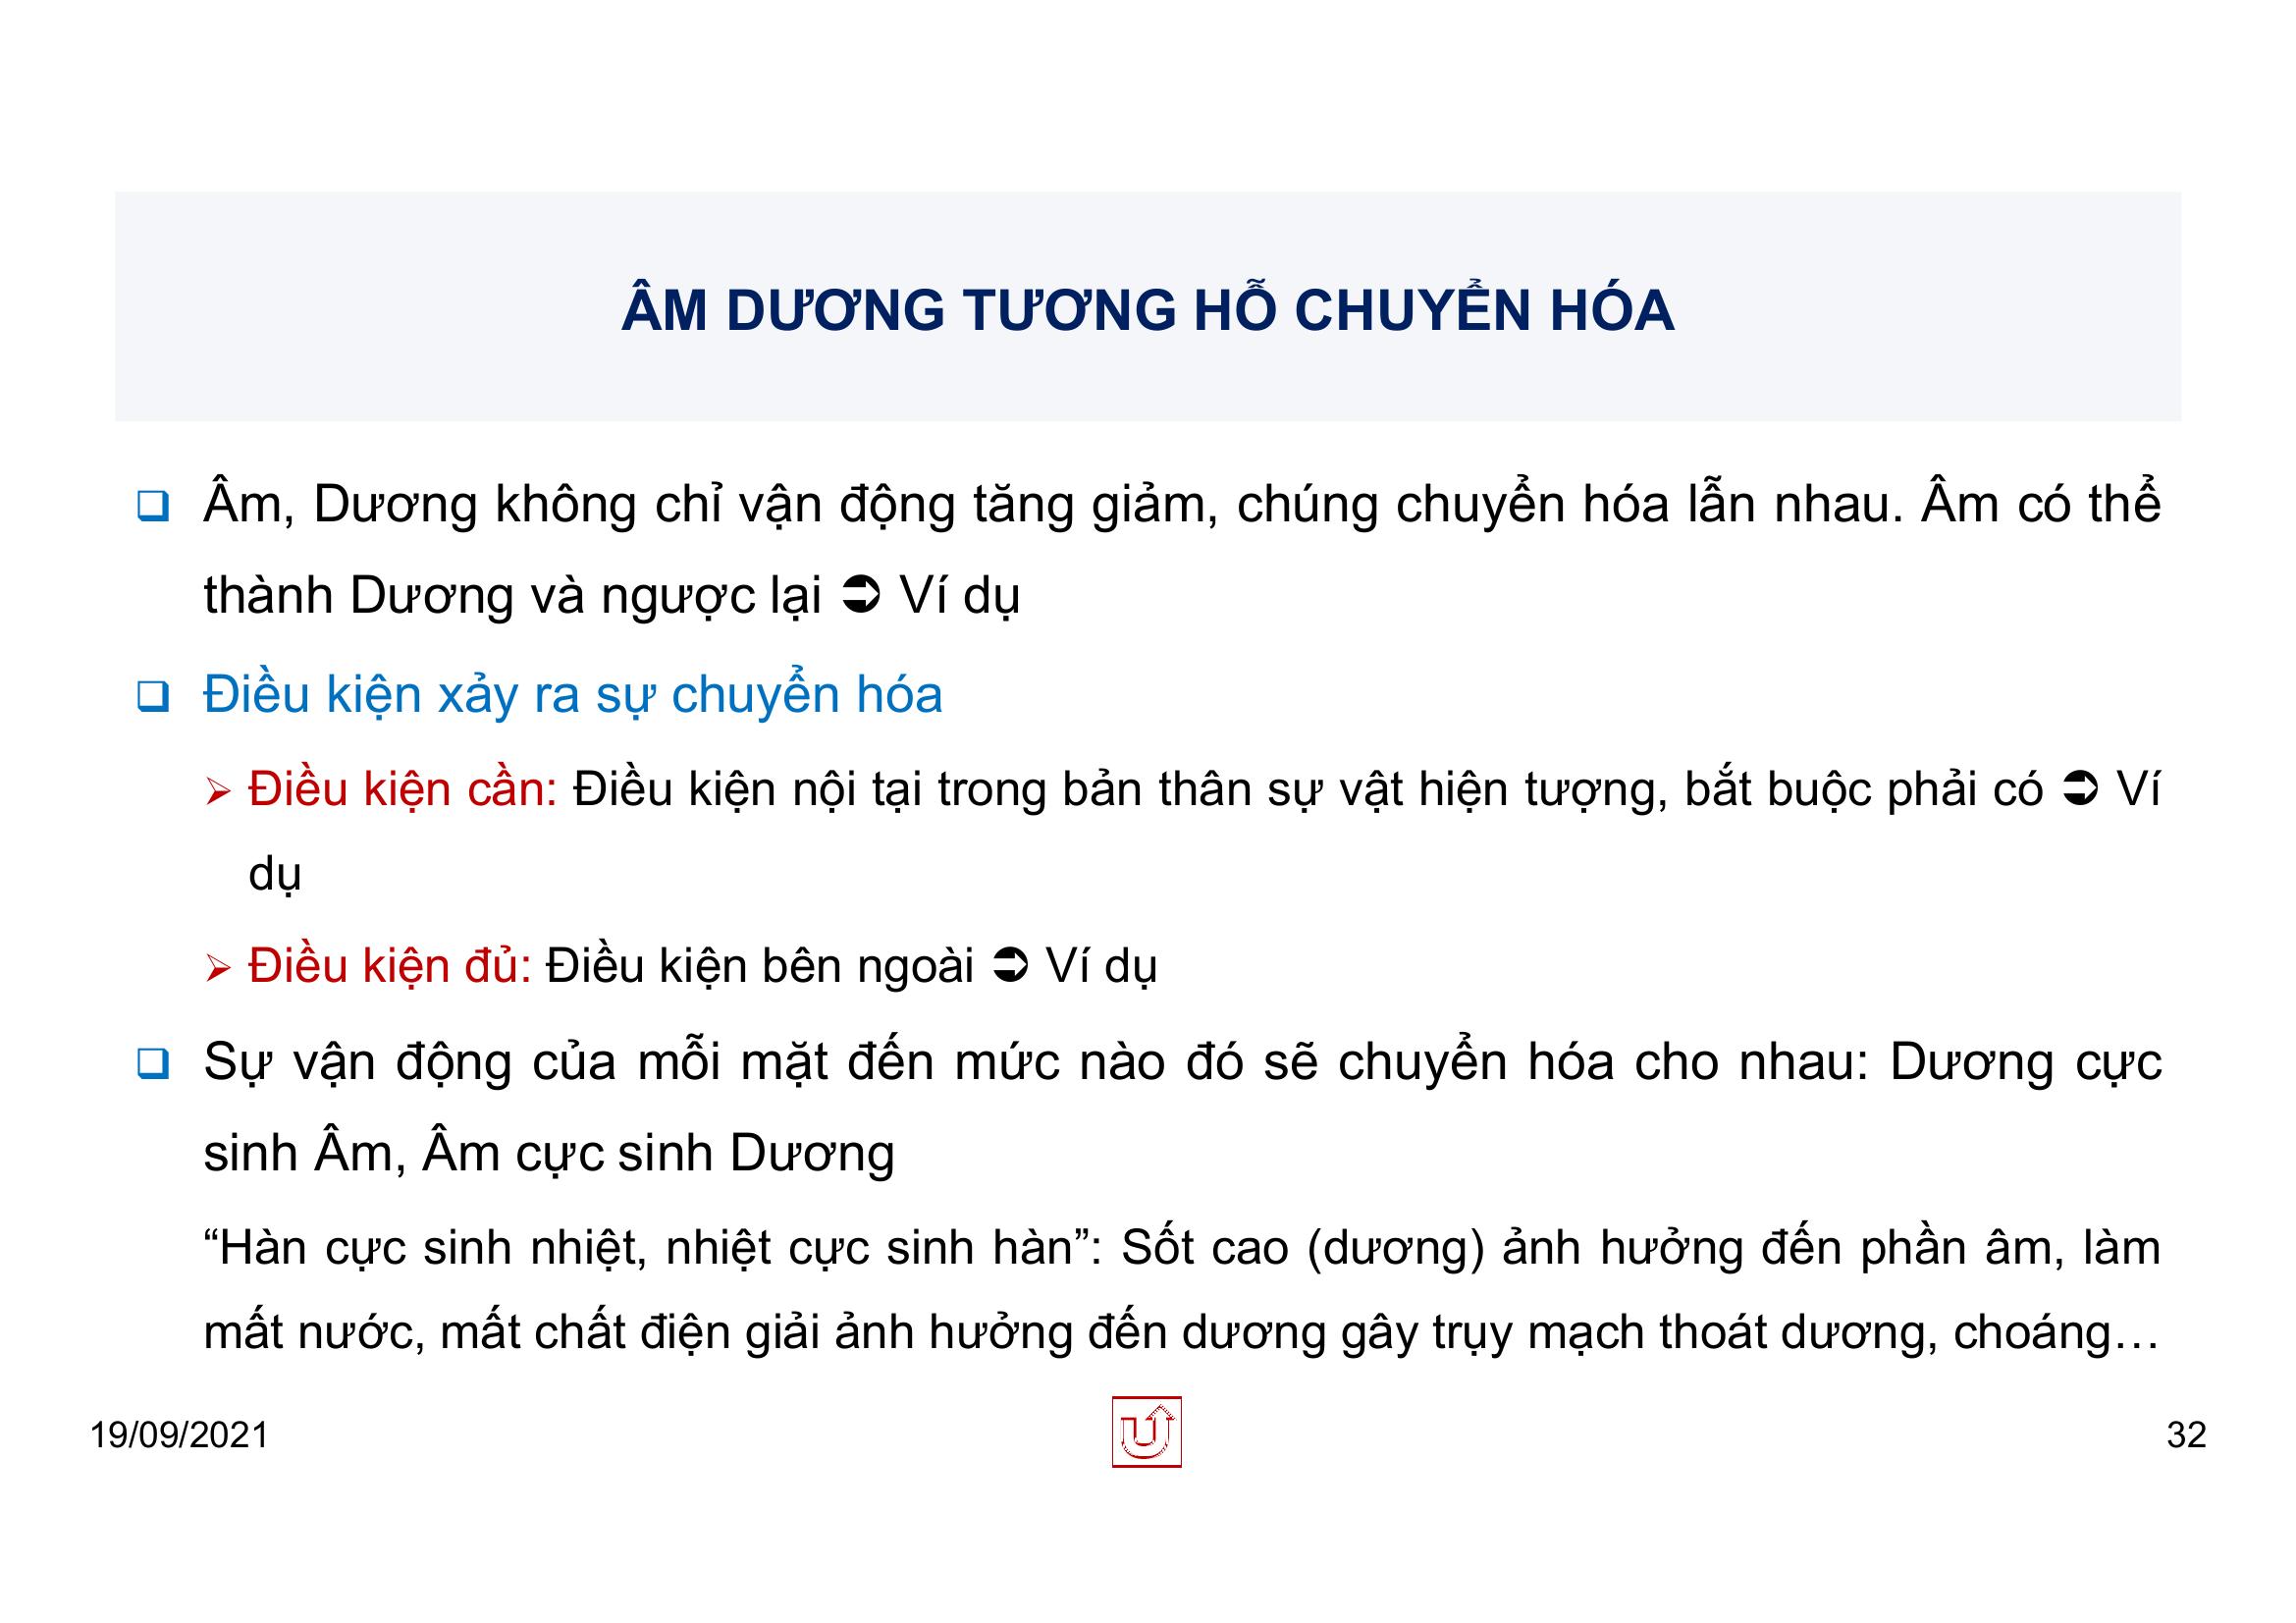 ÂM DƯƠNG TƯƠNG HỖ CHUYỂN HÓA
❑ Âm, Dương không chỉ vận động tăng giảm, chúng chuyển hóa lẫn nhau. Âm có thể
thành Dương và ngược lại ➲ Ví dụ
❑ Điều kiện xảy ra sự chuyển hóa
➢ Điều kiện cần: Điều kiện nội tại trong bản thân sự vật hiện tượng, bắt buộc phải có ➲ Ví
dụ
➢ Điều kiện đủ: Điều kiện bên ngoài ➲ Ví dụ
❑ Sự vận động của mỗi mặt đến mức nào đó sẽ chuyển hóa cho nhau: Dương cực
sinh Âm, Âm cực sinh Dương
“Hàn cực sinh nhiệt, nhiệt cực sinh hàn”: Sốt cao (dương) ảnh hưởng đến phần âm, làm
mất nước, mất chất điện giải ảnh hưởng đến dương gây trụy mạch thoát dương, choáng…
19/09/2021
32